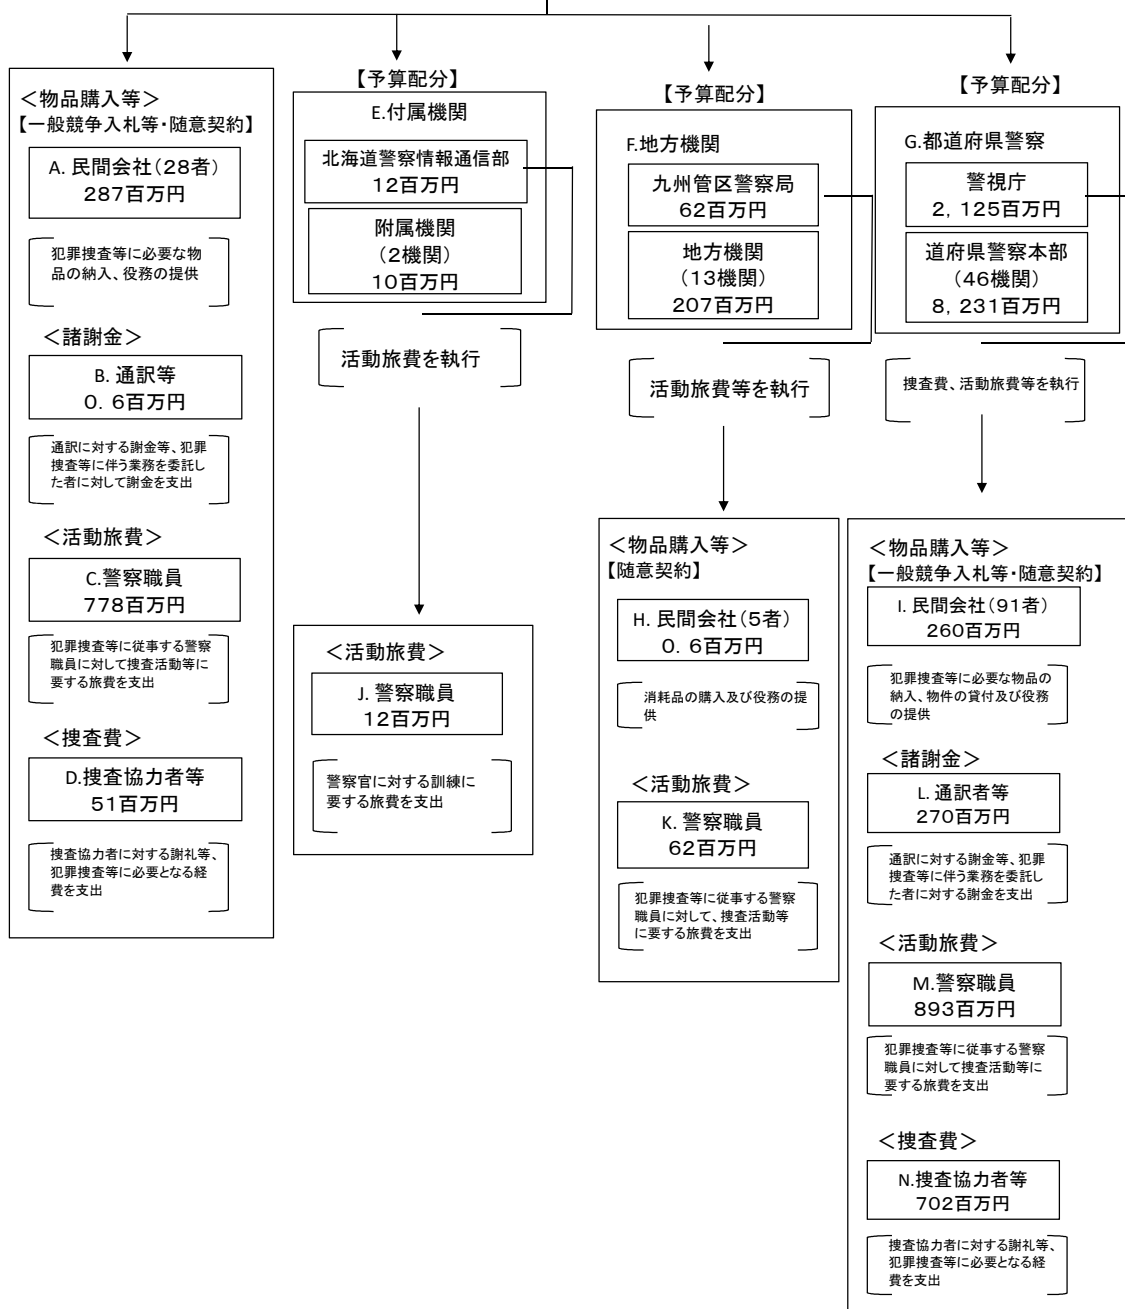 ＜物品購入等＞
【一般競争入札等・随意契約】
A. 民間会社（28者）
287百万円
犯罪捜査等に必要な物
品の納入、役務の提供
＜諸謝金＞
B. 通訳等
０．６百万円
通訳に対する謝金等、犯罪
捜査等に伴う業務を委託し
た者に対して謝金を支出
＜活動旅費＞
C.警察職員
778百万円
犯罪捜査等に従事する警察
職員に対して捜査活動等に
要する旅費を支出
＜捜査費＞
D.捜査協力者等
51百万円
捜査協力者に対する謝礼等、
犯罪捜査等に必要となる経
費を支出
【予算配分】
E.付属機関
北海道警察情報通信部
12百万円
附属機関
（2機関）
10百万円
活動旅費を執行
＜活動旅費＞
J. 警察職員
12百万円
警察官に対する訓練に
要する旅費を支出
【予算配分】
F.地方機関
九州管区警察局
62百万円
地方機関
（13機関）
207百万円
活動旅費等を執行
＜物品購入等＞
【随意契約】
H. 民間会社（5者）
０．６百万円
消耗品の購入及び役務の提
供
＜活動旅費＞
K. 警察職員
62百万円
犯罪捜査等に従事する警察
職員に対して、捜査活動等
に要する旅費を支出
【予算配分】
G.都道府県警察
警視庁
２，１２５百万円
道府県警察本部
（46機関）
８，２３１百万円
捜査費、活動旅費等を執行
＜物品購入等＞
【一般競争入札等・随意契約】
I. 民間会社（91者）
260百万円
犯罪捜査等に必要な物品の
納入、物件の貸付及び役務
の提供
＜諸謝金＞
L. 通訳者等
270百万円
通訳に対する謝金等、犯罪
捜査等に伴う業務を委託し
た者に対する謝金を支出
＜活動旅費＞
M.警察職員
893百万円
犯罪捜査等に従事する警察
職員に対して捜査活動等に
要する旅費を支出
＜捜査費＞
N.捜査協力者等
702百万円
捜査協力者に対する謝礼等、
犯罪捜査等に必要となる経
費を支出